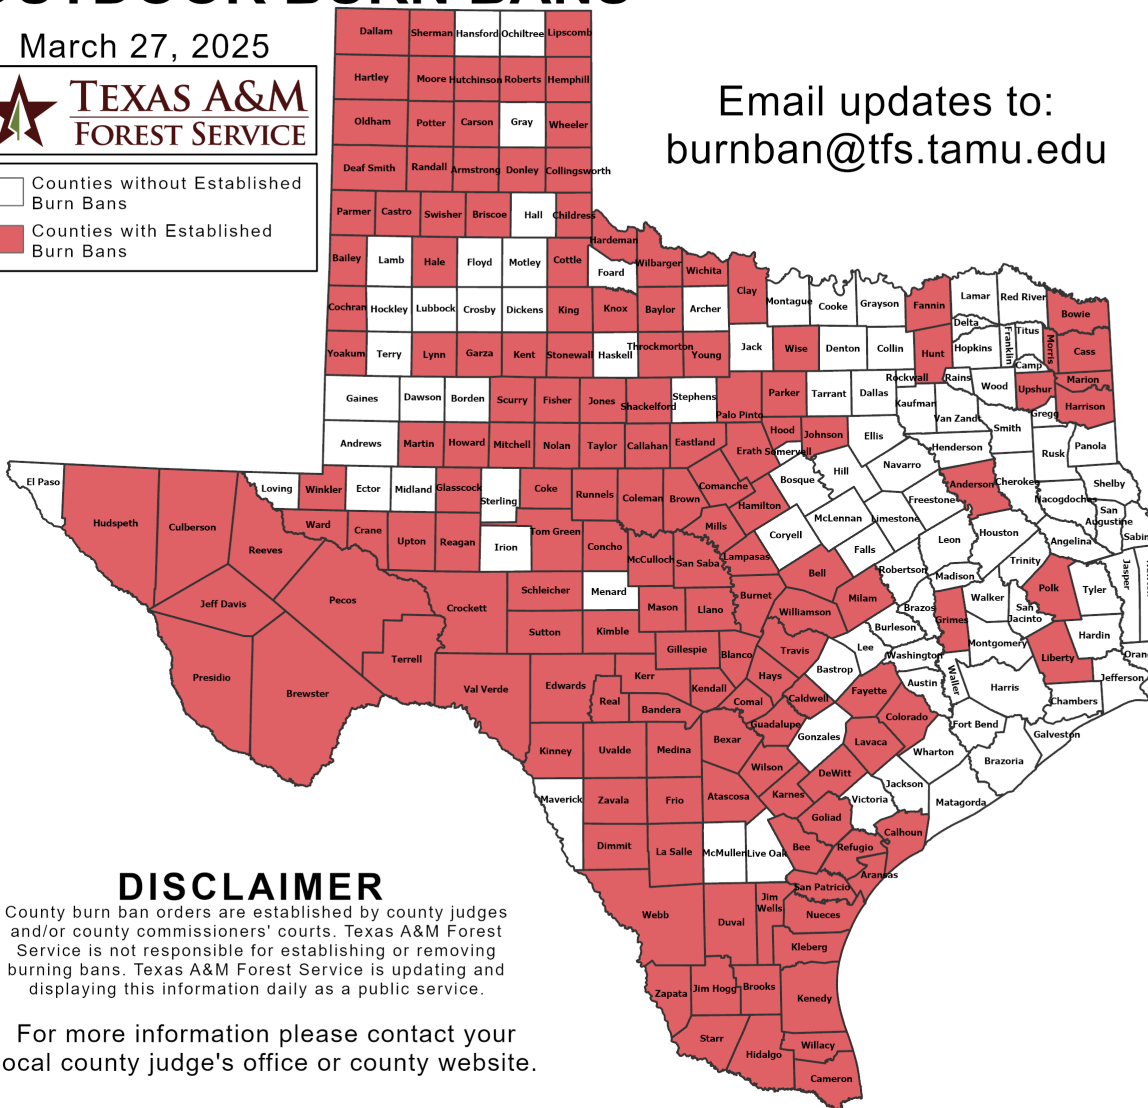 March 27, 2025
TEXAS A&M
FOREST SERVICE
Counties without Established
Burn Bans
Counties with Established
Burn Bans
Email updates to:
burnban@tfs.tamu.edu
Dallam Sherman Hansford Ochiltree Lipscomb
Hartley Moore Hutchinson Roberts Hemphill
Oldham Potter Carson Gray Wheeler
Deaf Smith Randall Armstrong Donley Collingsworth
Parmer Castro Swisher Briscoe Hall Childress
Hardeman
Bailey Lamb Hale Floyd Motley Cottle Foard Wilbarger Wichita
Clay Montague Cooke Grayson Fannin Lamar Red River Bowie
Cochran Hockley Lubbock Crosby Dickens King Knox Baylor Archer
Delta Titus Franklin Morris Cass
Yoakum Terry Lynn Garza Kent Stonewall Haskell Throckmorton Young Jack Wise Denton Collin Hunt Hopkins
Camp
Rockwall Rains Wood Upshur Marion
Gaines Dawson Borden Scurry Fisher Jones Shackelford Stephens Palo Pinto Parker Tarrant Dallas Kaufman Van Zandt Smith Gregg Harrison
Andrews Martin Howard Mitchell Nolan Taylor Callahan Eastland Erath Hood Somervell Johnson Ellis Henderson Rusk Panola
El Paso Loving Winkler Ector Midland Glasscock Sterling Coke Runnels Coleman Brown Comanche Hamilton Bosque Hill Navarro Freestone Anderson Cherokee Nacogdoches Shelby
San
Augustine
Hudspeth Culberson Reeves Ward Crane Upton Reagan Irion Tom Green Concho McCulloch San Saba Mills Lampasas Coryell McLennan Limestone Falls Leon Houston Angelina
Jeff Davis Pecos Crockett Schleicher Menard Mason Llano Burnet Bell Williamson Milam Robertson Brazos Madison Trinity Walker Polk Tyler Jasper
Grimes San
Jacinto
Presidio Brewster Terrell Val Verde Sutton Kimble Gillespie Blanco Travis Lee Burleson Washington Montgomery Liberty Hardin
Edwards Kerr Real Bandera Kendall Comal Hays Caldwell Bastrop Fayette Austin Waller Harris Chambers Jefferson
Kinney Uvalde Medina Bexar Guadalupe Gonzales Lavaca Colorado Wharton Fort Bend Brazoria Galveston
Maverick Zavala Frio Atascosa Wilson Karnes DeWitt Victoria Jackson Matagorda
Dimmit La Salle McMullen Live Oak Bee Goliad Refugio Calhoun Aransas
Webb Duval Jim
Wells San Patricio Nueces
Kleberg
Zapata Jim Hogg Brooks Kenedy
Starr Hidalgo Willacy
Cameron
DISCLAIMER
County burn ban orders are established by county judges
and/or county commissioners' courts. Texas A&M Forest
Service is not responsible for establishing or removing
burning bans. Texas A&M Forest Service is updating and
displaying this information daily as a public service.
For more information please contact your
ocal county judge's office or county website.